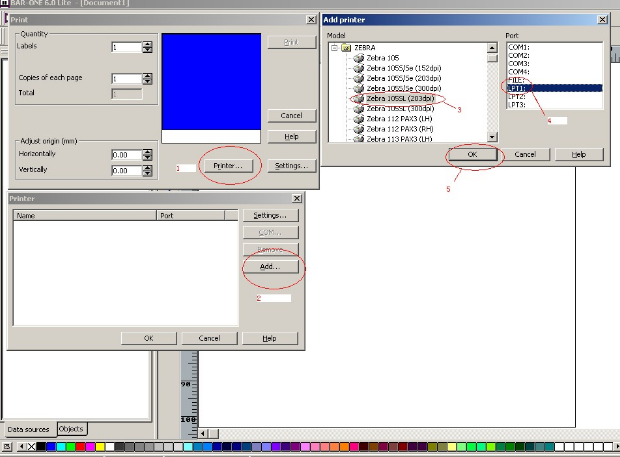 BAR-ONE 6.0 Lite - [Document1]
Print
Quantity
Labels
1
Copies of each page
1
Total
1
Adjust origin (mm)
Horizontally
0.00
Vertically
0.00
Print
Cancel
Help
1
Printer...
Settings...
Add printer
Model
Port
ZEBRA
Zebra 105
Zebra 105S/Se (152dpi)
Zebra 105S/Se (203dpi)
Zebra 105S/Se (300dpi)
Zebra 105SL (203dpi)
Zebra 105SL (300dpi)
Zebra 112 PAX3 (LH)
Zebra 112 PAX3 (RH)
Zebra 113 PAX3 (LH)
3
COM1:
COM2:
COM3:
COM4:
FILE:
LPT1:
LPT2:
LPT3:
4
OK
Cancel
Help
5
Printer
Name
Port
Settings...
COM...
Remove
Add...
2
OK
Cancel
Help
90
100
Data sources
Objects